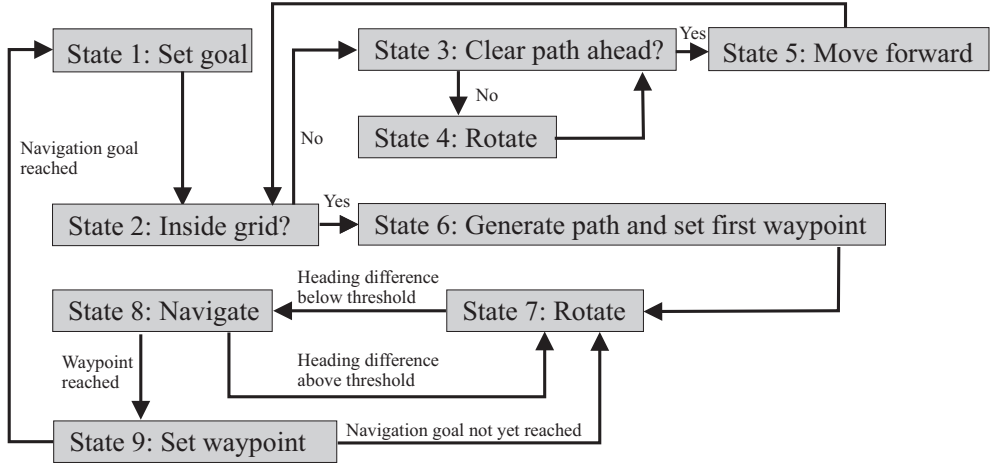 State 1: Set goal
State 3: Clear path ahead?
Yes
State 5: Move forward
No
State 4: Rotate
No
Navigation goal
reached
State 2: Inside grid?
Yes
State 6: Generate path and set first waypoint
Heading difference
below threshold
State 8: Navigate
State 7: Rotate
Waypoint
reached
Heading difference
above threshold
State 9: Set waypoint
Navigation goal not yet reached